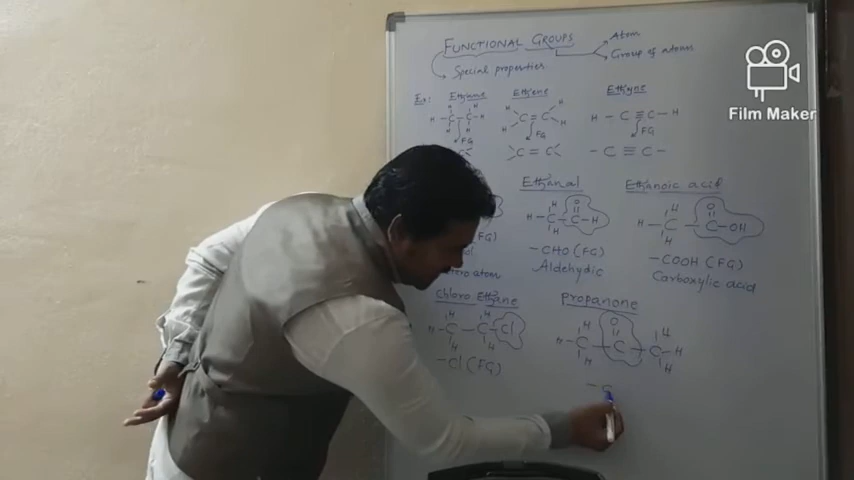 FUNCTIONAL GROUPS
Atom
Group of atoms
Special properties
Ex:
Ethane
Ethene
Ethyne
H H
H - C - C - H
H H
C = C
H - C ≡ C - H
FG
FG
FG
C = C
- C ≡ C -
Ethanal
Ethanoic acid
H O
H - C - C - H
H
H O
H - C - C - OH
H
- CHO (FG)
Aldehydic
- COOH (FG)
Carboxylic acid
atom
Chloro Ethane
Propanone
H H
H - C - C - Cl
H H
H O H
H - C - C - C - H
H H
- Cl (FG)
- C
Film Maker